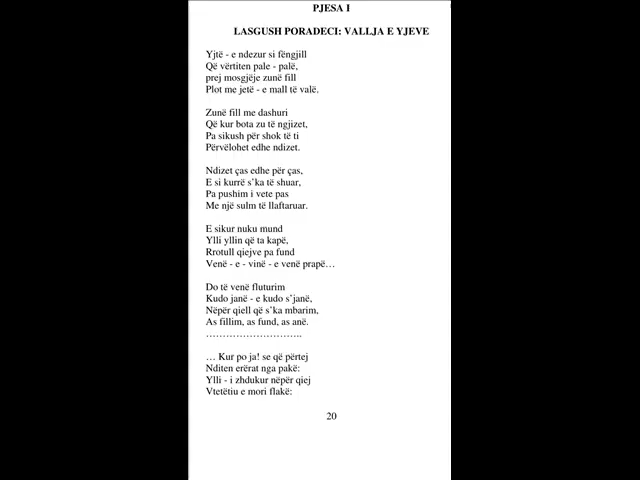 PJESA I
LASGUSH PORADECI: VALLJA E YJEVE
Yjtë - e ndezur si fëngjill
Që vërtiten pale - palë,
prej mosgjëje zunë fill
Plot me jetë - e mall të valë.
Zunë fill me dashuri
Që kur bota zu të ngjizet,
Pa sikush për shok të ti
Përvëlohet edhe ndizet.
Ndizet ças edhe për ças,
E si kurrë s’ka të shuar,
Pa pushim i vete pas
Me një sulm të llaftaruar.
E sikur nuku mund
Ylli yllin që ta kapë,
Rrotull qiejve pa fund
Venë - e - vinë - e venë prapë…
Do të venë fluturim
Kudo janë - e kudo s’janë,
Nëpër qiell që s’ka mbarim,
As fillim, as fund, as anë.
………………………..
… Kur po ja! se që përtej
Nditen erërat nga pakë:
Ylli - i zhdukur nëpër qiej
Vtetëtiu e mori flakë:
20